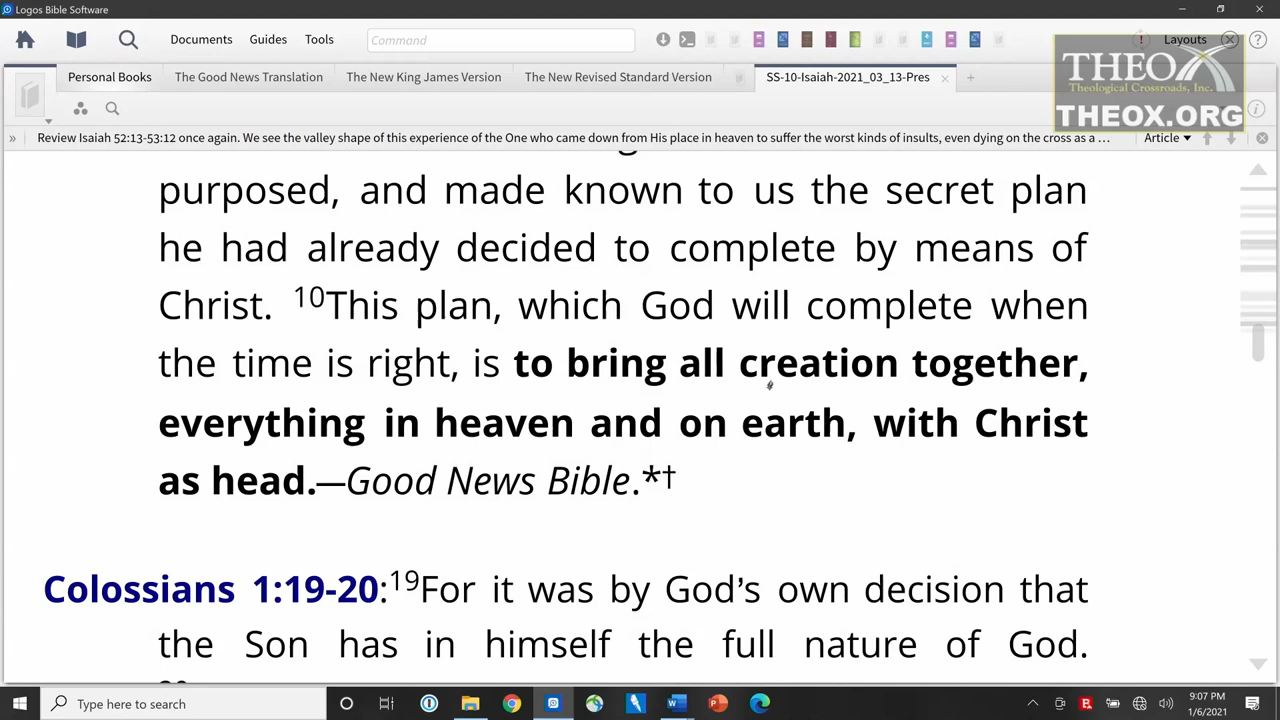 Logos Bible Software
Documents Guides Tools Command Layouts
Personal Books The Good News Translation The New King James Version The New Revised Standard Version SS-10-Isaiah-2021_03_13-Pres
THEOX
Theological Crossroads, Inc.
THEOX.ORG
» Review Isaiah 52:13-53:12 once again. We see the valley shape of this experience of the One who came down from His place in heaven to suffer the worst kinds of insults, even dying on the cross as a ... Article
purposed, and made known to us the secret plan
he had already decided to complete by means of
Christ. ¹⁰This plan, which God will complete when
the time is right, is to bring all creation together,
everything in heaven and on earth, with Christ
as head.—Good News Bible.*†
Colossians 1:19-20:¹⁹For it was by God’s own decision that
the Son has in himself the full nature of God.
Type here to search
9:07 PM
1/6/2021